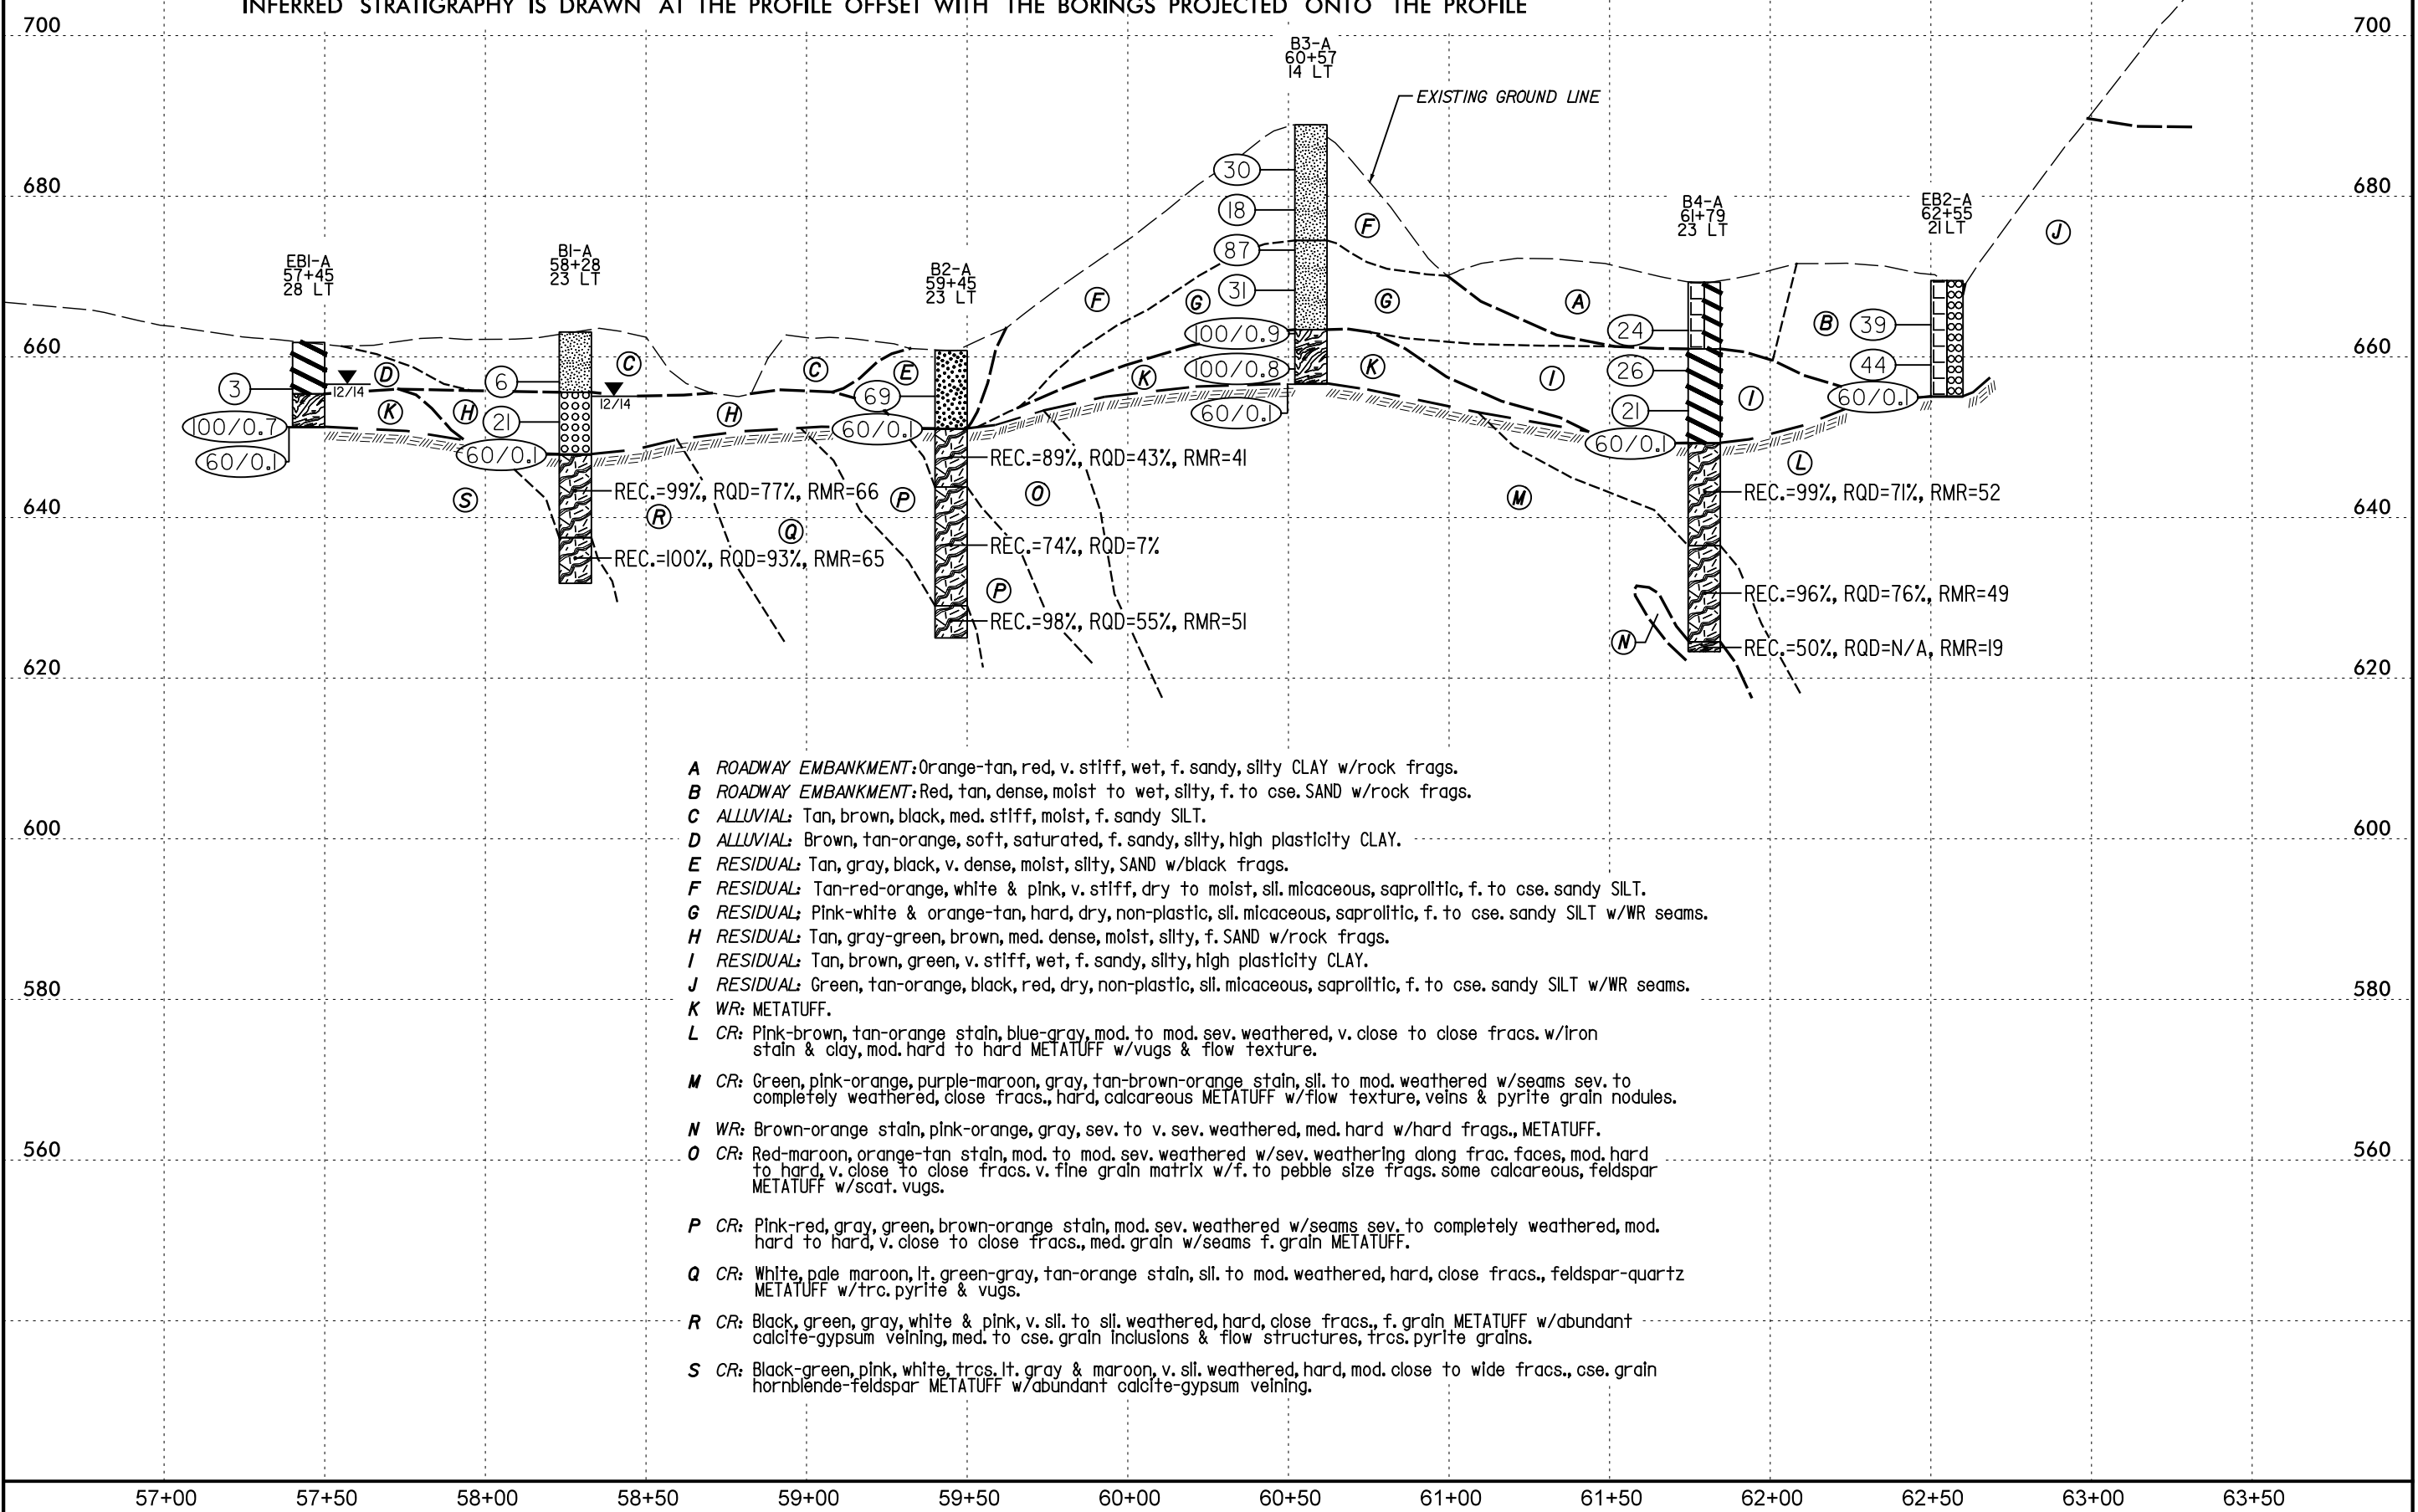 INFERRED STRATIGRAPHY IS DRAWN AT THE PROFILE OFFSET WITH THE BORINGS PROJECTED ONTO THE PROFILE
700
700
B3-A
60+57
14 LT
EXISTING GROUND LINE
30
680
680
18
B4-A
61+79
23 LT
EB2-A
62+55
21 LT
F
J
87
B1-A
58+28
23 LT
EB1-A
57+45
28 LT
B2-A
59+45
23 LT
31
F
G
G
A
100/0.9
24
B
39
660
660
C
C
E
D
K
100/0.8
K
I
26
44
3
12/14
6
12/14
69
60/0.1
21
I
60/0.1
K
H
21
H
100/0.7
60/0.1
60/0.1
60/0.1
60/0.1
REC.=89%, RQD=43%, RMR=41
L
S
REC.=99%, RQD=77%, RMR=66
P
O
M
REC.=99%, RQD=71%, RMR=52
640
640
R
Q
REC.=74%, RQD=7%
REC.=100%, RQD=93%, RMR=65
P
REC.=96%, RQD=76%, RMR=49
REC.=98%, RQD=55%, RMR=51
N
REC.=50%, RQD=N/A, RMR=19
620
620
A ROADWAY EMBANKMENT: Orange-tan, red, v. stiff, wet, f. sandy, silty CLAY w/rock frags.
B ROADWAY EMBANKMENT: Red, tan, dense, moist to wet, silty, f. to cse. SAND w/rock frags.
C ALLUVIAL: Tan, brown, black, med. stiff, moist, f. sandy SILT.
600
600
D ALLUVIAL: Brown, tan-orange, soft, saturated, f. sandy, silty, high plasticity CLAY.
E RESIDUAL: Tan, gray, black, v. dense, moist, silty, SAND w/black frags.
F RESIDUAL: Tan-red-orange, white & pink, v. stiff, dry to moist, sli. micaceous, saprolitic, f. to cse. sandy SILT.
G RESIDUAL: Pink-white & orange-tan, hard, dry, non-plastic, sli. micaceous, saprolitic, f. to cse. sandy SILT w/WR seams.
H RESIDUAL: Tan, gray-green, brown, med. dense, moist, silty, f. SAND w/rock frags.
I RESIDUAL: Tan, brown, green, v. stiff, wet, f. sandy, silty, high plasticity CLAY.
580
580
J RESIDUAL: Green, tan-orange, black, red, dry, non-plastic, sli. micaceous, saprolitic, f. to cse. sandy SILT w/WR seams.
K WR: METATUFF.
L CR: Pink-brown, tan-orange stain, blue-gray, mod. to mod. sev. weathered, v. close to close fracs. w/iron
stain & clay, mod. hard to hard METATUFF w/vugs & flow texture.
M CR: Green, pink-orange, purple-maroon, gray, tan-brown-orange stain, sli. to mod. weathered w/seams sev. to
completely weathered, close fracs., hard, calcareous METATUFF w/flow texture, veins & pyrite grain nodules.
N WR: Brown-orange stain, pink-orange, gray, sev. to v. sev. weathered, med. hard w/hard frags., METATUFF.
560
560
O CR: Red-maroon, orange-tan stain, mod. to mod. sev. weathered w/sev. weathering along frac. faces, mod. hard
to hard, v. close to close fracs. v. fine grain matrix w/f. to pebble size frags. some calcareous, feldspar
METATUFF w/scat. vugs.
P CR: Pink-red, gray, green, brown-orange stain, mod. sev. weathered w/seams sev. to completely weathered, mod.
hard to hard, v. close to close fracs., med. grain w/seams f. grain METATUFF.
Q CR: White, pale maroon, lt. green-gray, tan-orange stain, sli. to mod. weathered, hard, close fracs., feldspar-quartz
METATUFF w/trc. pyrite & vugs.
R CR: Black, green, gray, white & pink, v. sli. to sli. weathered, hard, close fracs., f. grain METATUFF w/abundant
calcite-gypsum veining, med. to cse. grain inclusions & flow structures, trcs. pyrite grains.
S CR: Black-green, pink, white, trcs. lt. gray & maroon, v. sli. weathered, hard, mod. close to wide fracs., cse. grain
hornblende-feldspar METATUFF w/abundant calcite-gypsum veining.
57+00 57+50 58+00 58+50 59+00 59+50 60+00 60+50 61+00 61+50 62+00 62+50 63+00 63+50